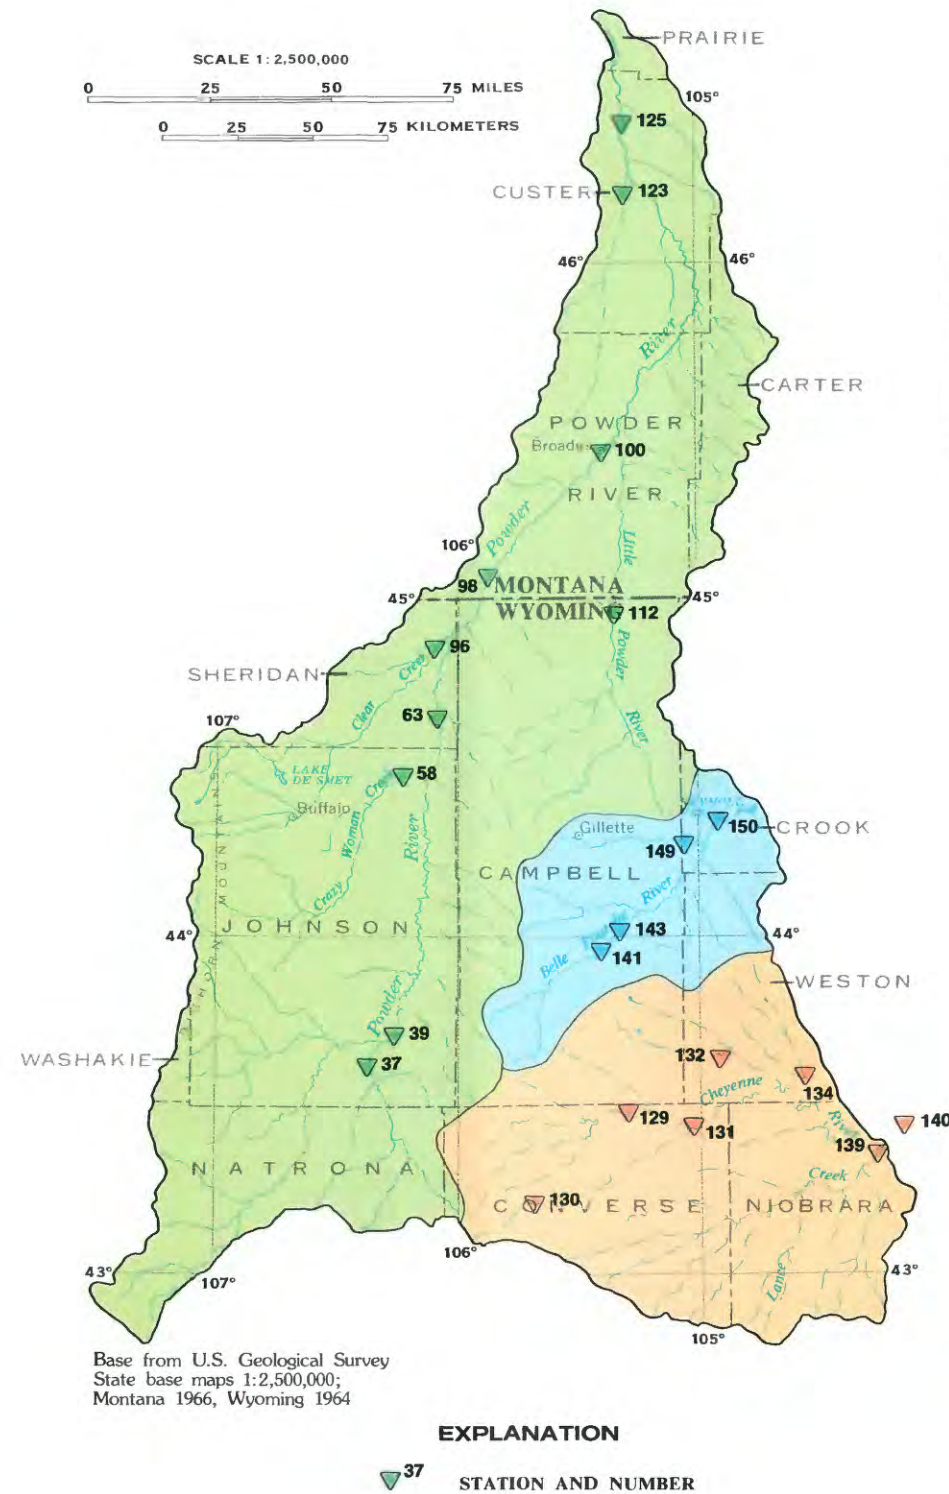 PRAIRIE
SCALE 1:2,500,000
0 25 50 75 MILES
0 25 50 75 KILOMETERS
105°
125
CUSTER
123
46°
46°
River
CARTER
POWDER
Broadus
100
RIVER
Powder
Little
106°
98
MONTANA
45°
45°
WYOMING
112
Powder
96
Creek
SHERIDAN
Clear
63
107°
River
LAKE
DE SMET
58
Creek
Buffalo
River
Woman
Gillette
150
CROOK
149
CAMPBELL
River
MOUNTAINS
Crazy
JOHNSON
143
44°
44°
141
Belle
HORN
WESTON
Powder
39
132
WASHAKIE
37
134
Cheyenne
129
131
River
140
139
NATRONA
Creek
130
CONVERSE
NIOBRARA
106°
43°
107°
43°
Lance
105°
Base from U.S. Geological Survey
State base maps 1:2,500,000;
Montana 1966, Wyoming 1964
EXPLANATION
37
STATION AND NUMBER